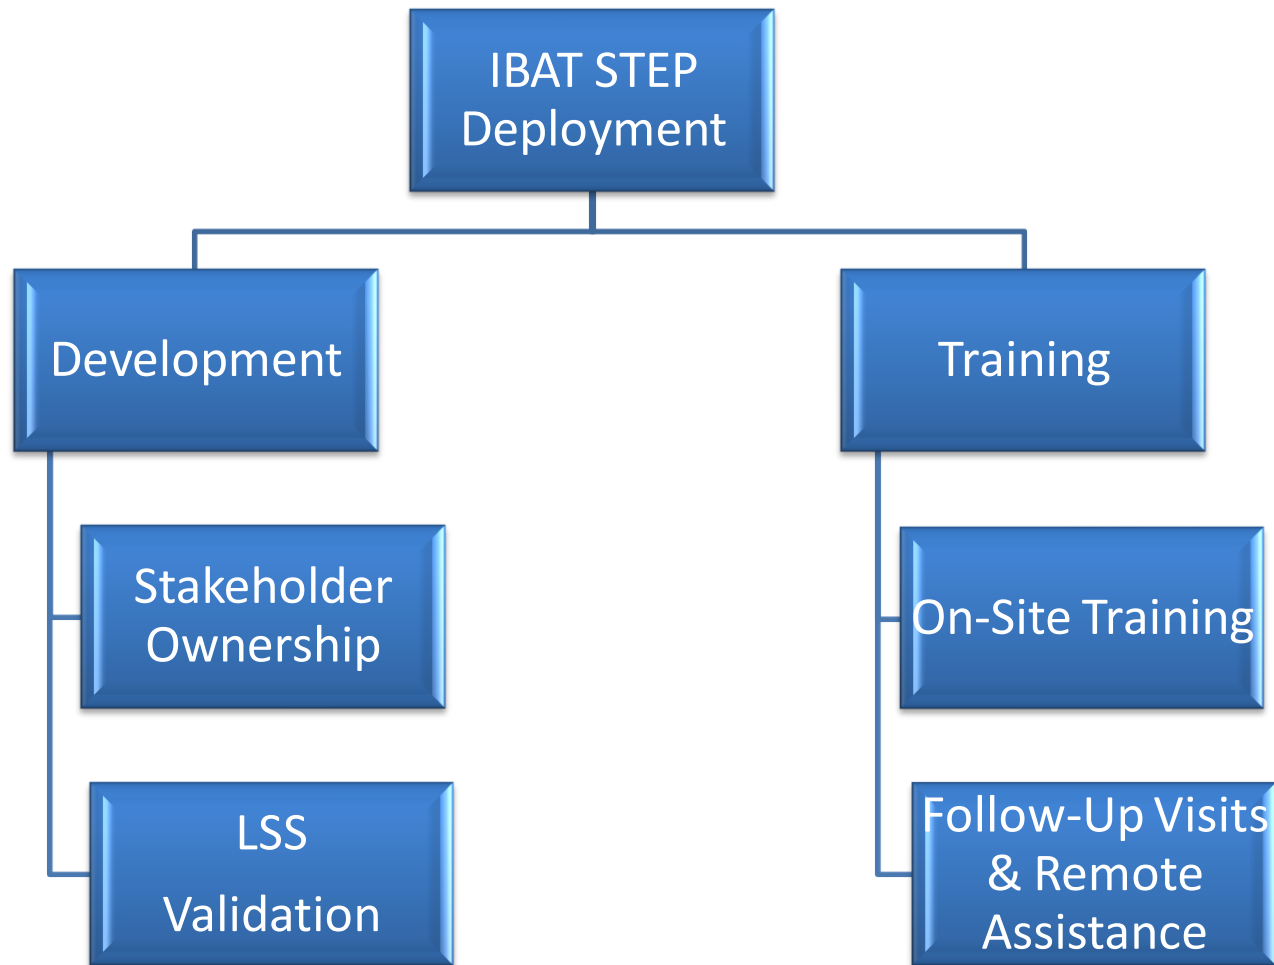 IBAT STEP
Deployment
Development
Training
Stakeholder
Ownership
On-Site Training
LSS
Validation
Follow-Up Visits
& Remote
Assistance